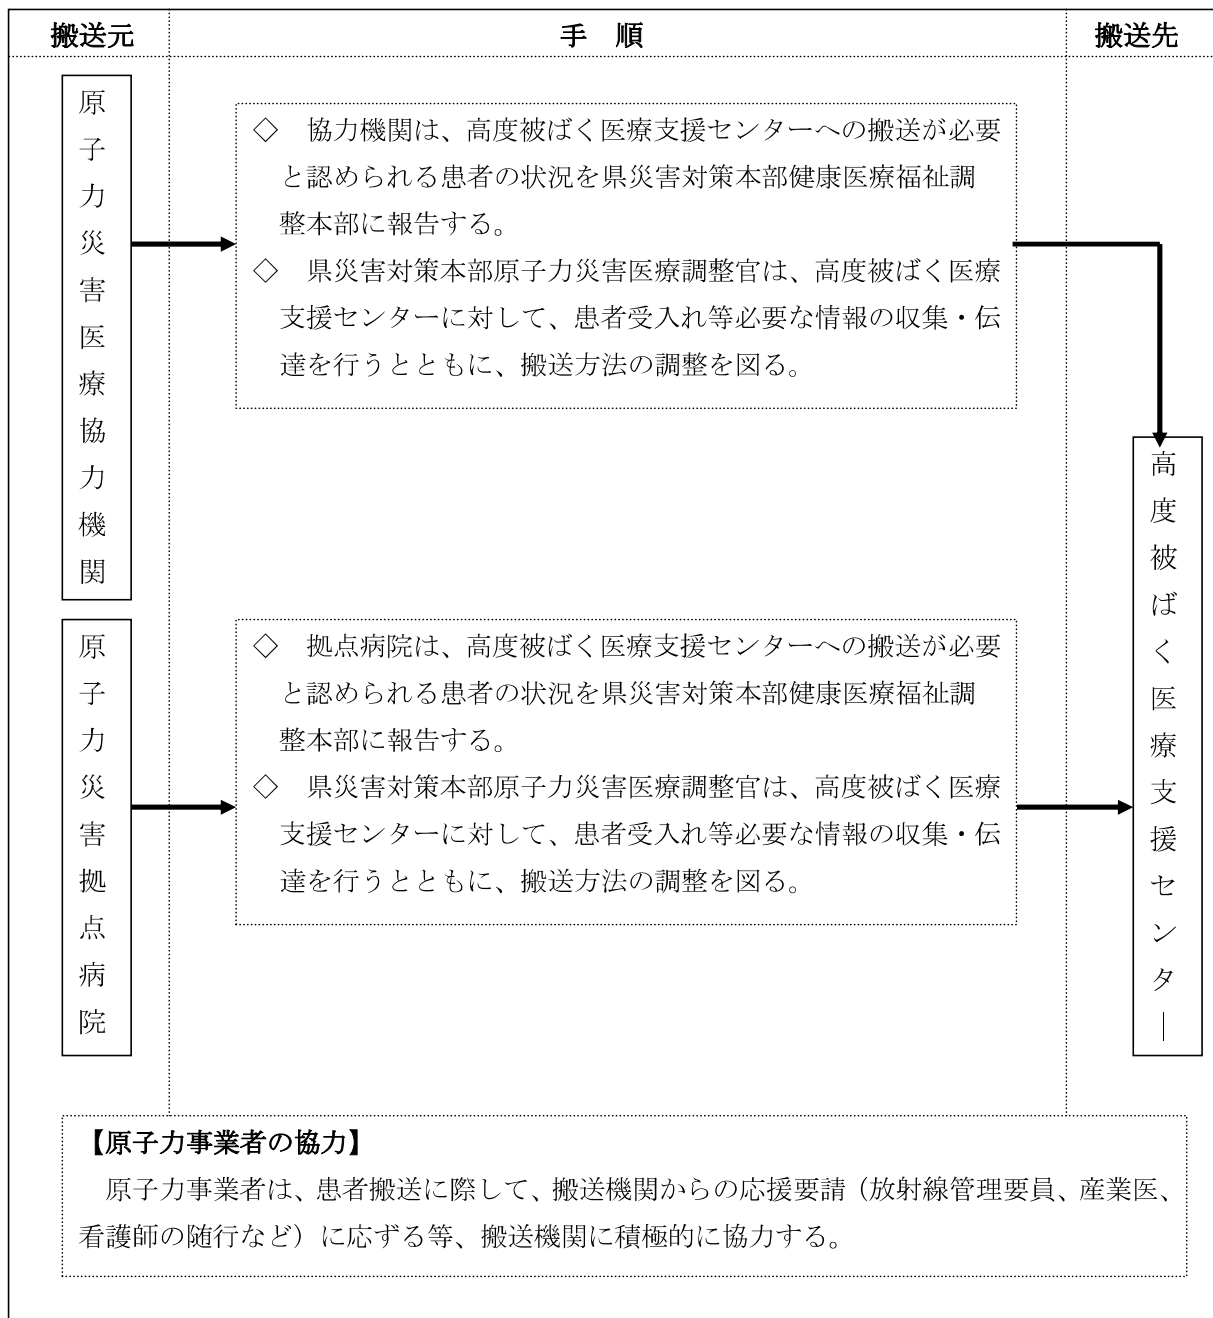 搬送元
手　順
搬送先
原子力災害医療協力機関
◇　協力機関は、高度被ばく医療支援センターへの搬送が必要
と認められる患者の状況を県災害対策本部健康医療福祉調
整本部に報告する。
◇　県災害対策本部原子力災害医療調整官は、高度被ばく医療
支援センターに対して、患者受入れ等必要な情報の収集・伝
達を行うとともに、搬送方法の調整を図る。
高度被ばく医療支援センター
原子力災害拠点病院
◇　拠点病院は、高度被ばく医療支援センターへの搬送が必要
と認められる患者の状況を県災害対策本部健康医療福祉調
整本部に報告する。
◇　県災害対策本部原子力災害医療調整官は、高度被ばく医療
支援センターに対して、患者受入れ等必要な情報の収集・伝
達を行うとともに、搬送方法の調整を図る。
【原子力事業者の協力】
原子力事業者は、患者搬送に際して、搬送機関からの応援要請（放射線管理要員、産業医、
看護師の随行など）に応ずる等、搬送機関に積極的に協力する。